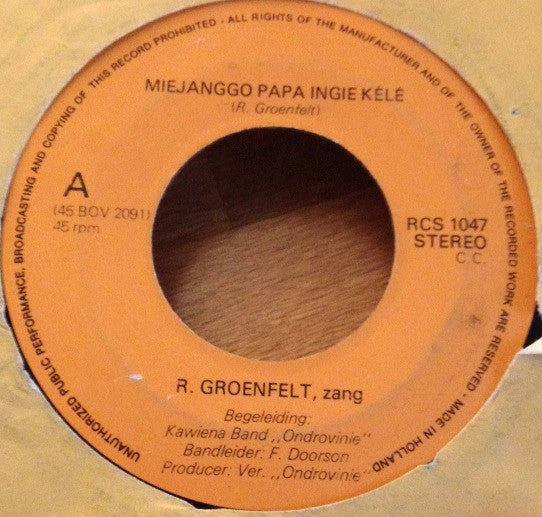 UNAUTHORIZED PUBLIC PERFORMANCE, BROADCASTING AND COPYING OF THIS RECORD PROHIBITED - ALL RIGHTS OF THE MANUFACTURER AND OF THE OWNER OF THE RECORDED WORK ARE RESERVED - MADE IN HOLLAND
MIEJANGGO PAPA INGIE KÉLÉ
(R. Groenfelt)
A
(45 BOV 2091)
45 rpm
RCS 1047
STEREO
C.C.
R. GROENFELT, zang
Begeleiding:
Kawiena Band ,,Ondrovinie"
Bandleider: F. Doorson
Producer: Ver. ,,Ondrovinie"